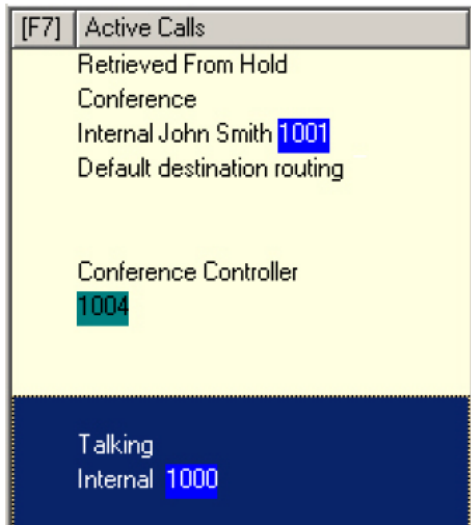 [F7] Active Calls
Retrieved From Hold
Conference
Internal John Smith 1001
Default destination routing
Conference Controller
1004
Talking
Internal 1000